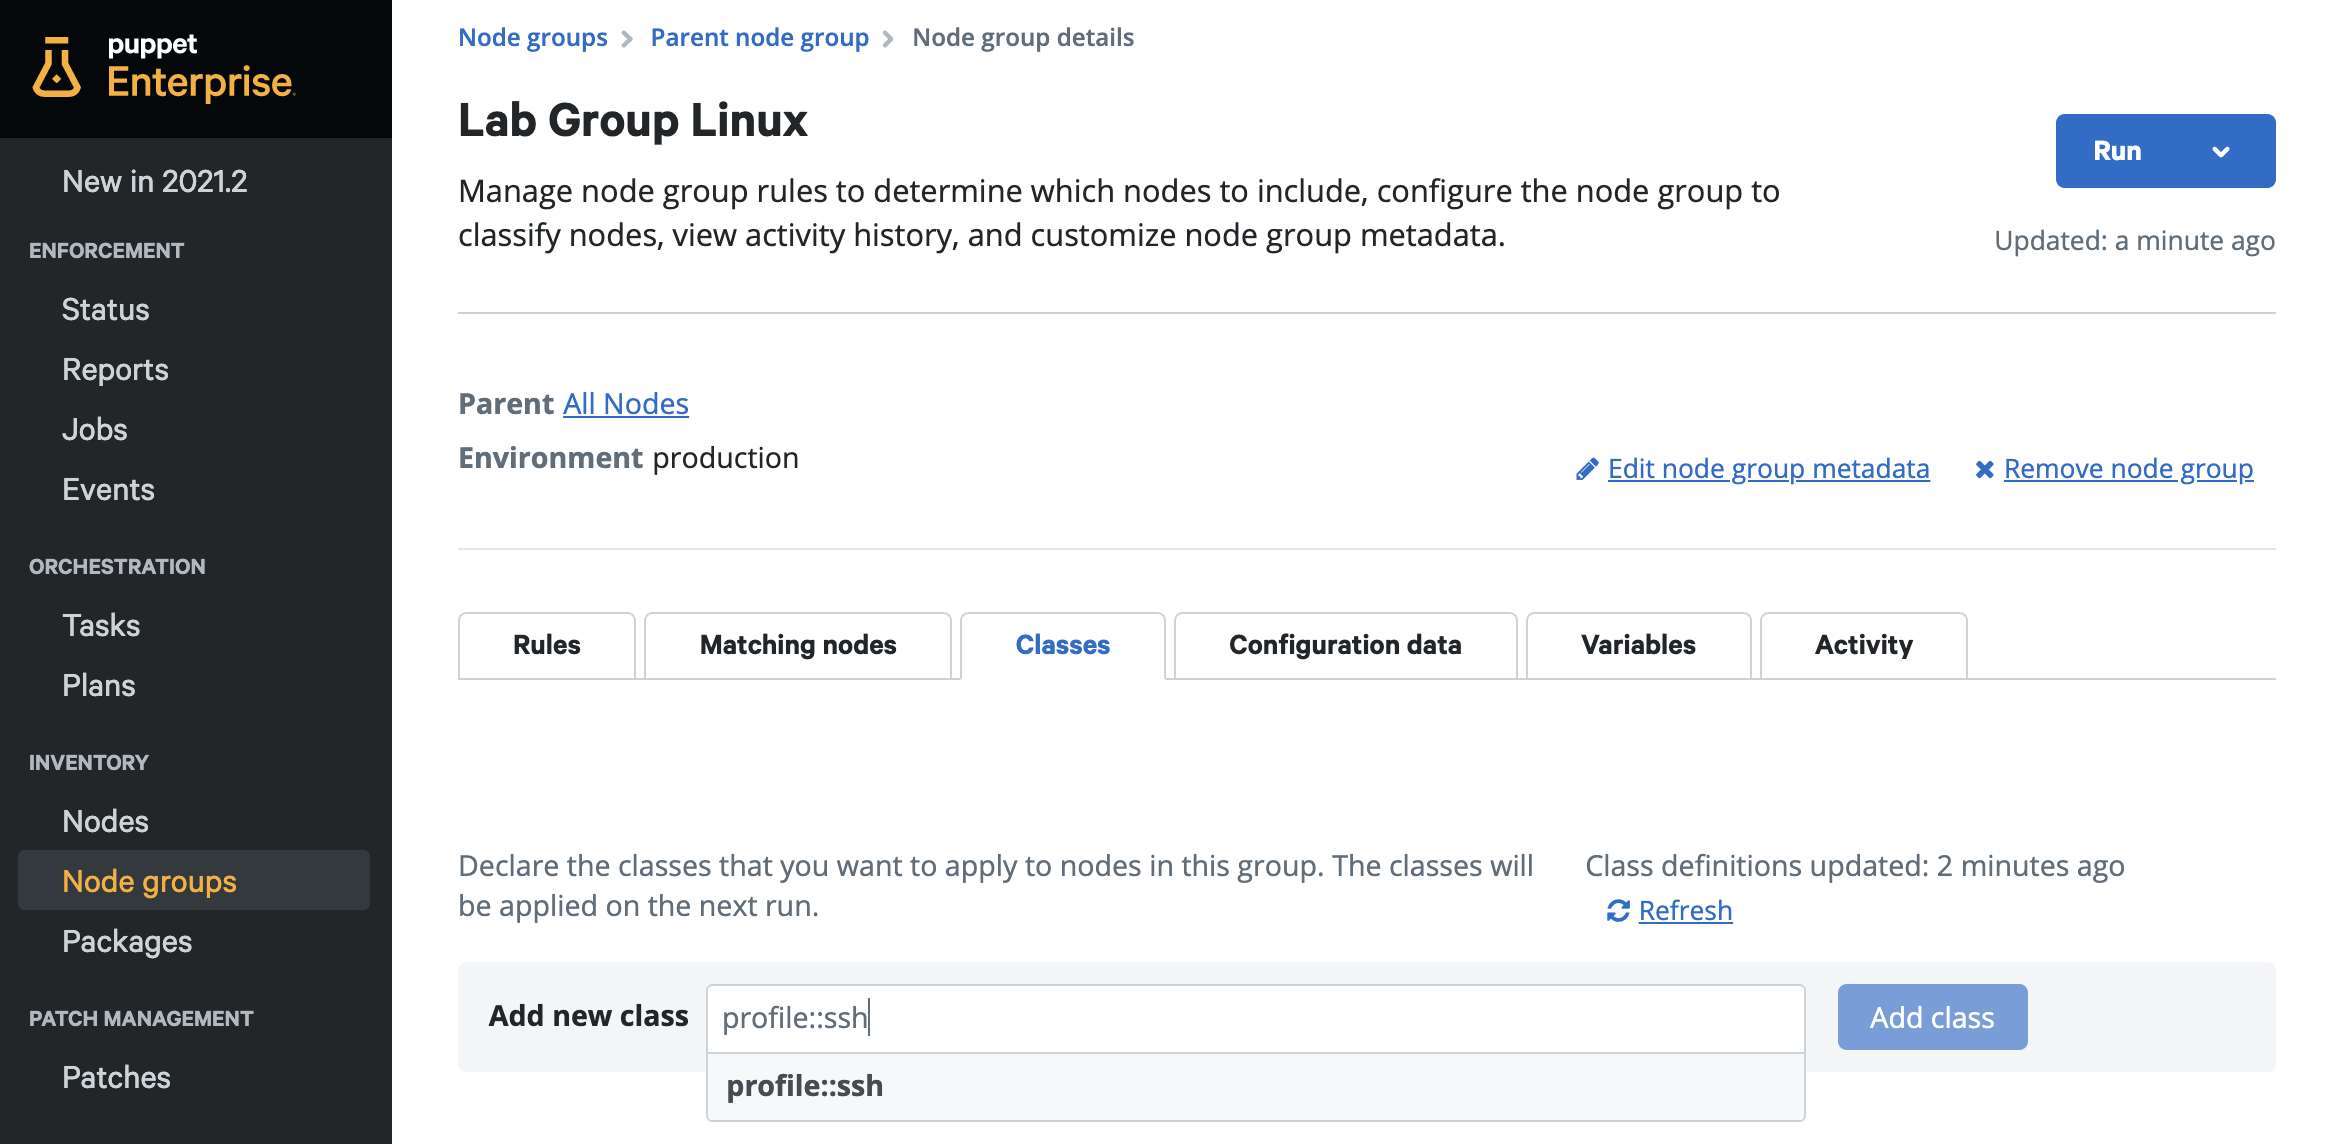 puppet
Enterprise
New in 2021.2
ENFORCEMENT
Status
Reports
Jobs
Events
ORCHESTRATION
Tasks
Plans
INVENTORY
Nodes
Node groups
Packages
PATCH MANAGEMENT
Patches
Node groups > Parent node group > Node group details
Lab Group Linux
Manage node group rules to determine which nodes to include, configure the node group to
classify nodes, view activity history, and customize node group metadata.
Run
Updated: a minute ago
Parent All Nodes
Environment production
Edit node group metadata
Remove node group
Rules
Matching nodes
Classes
Configuration data
Variables
Activity
Declare the classes that you want to apply to nodes in this group. The classes will
be applied on the next run.
Class definitions updated: 2 minutes ago
Refresh
Add new class
profile::ssh
Add class
profile::ssh